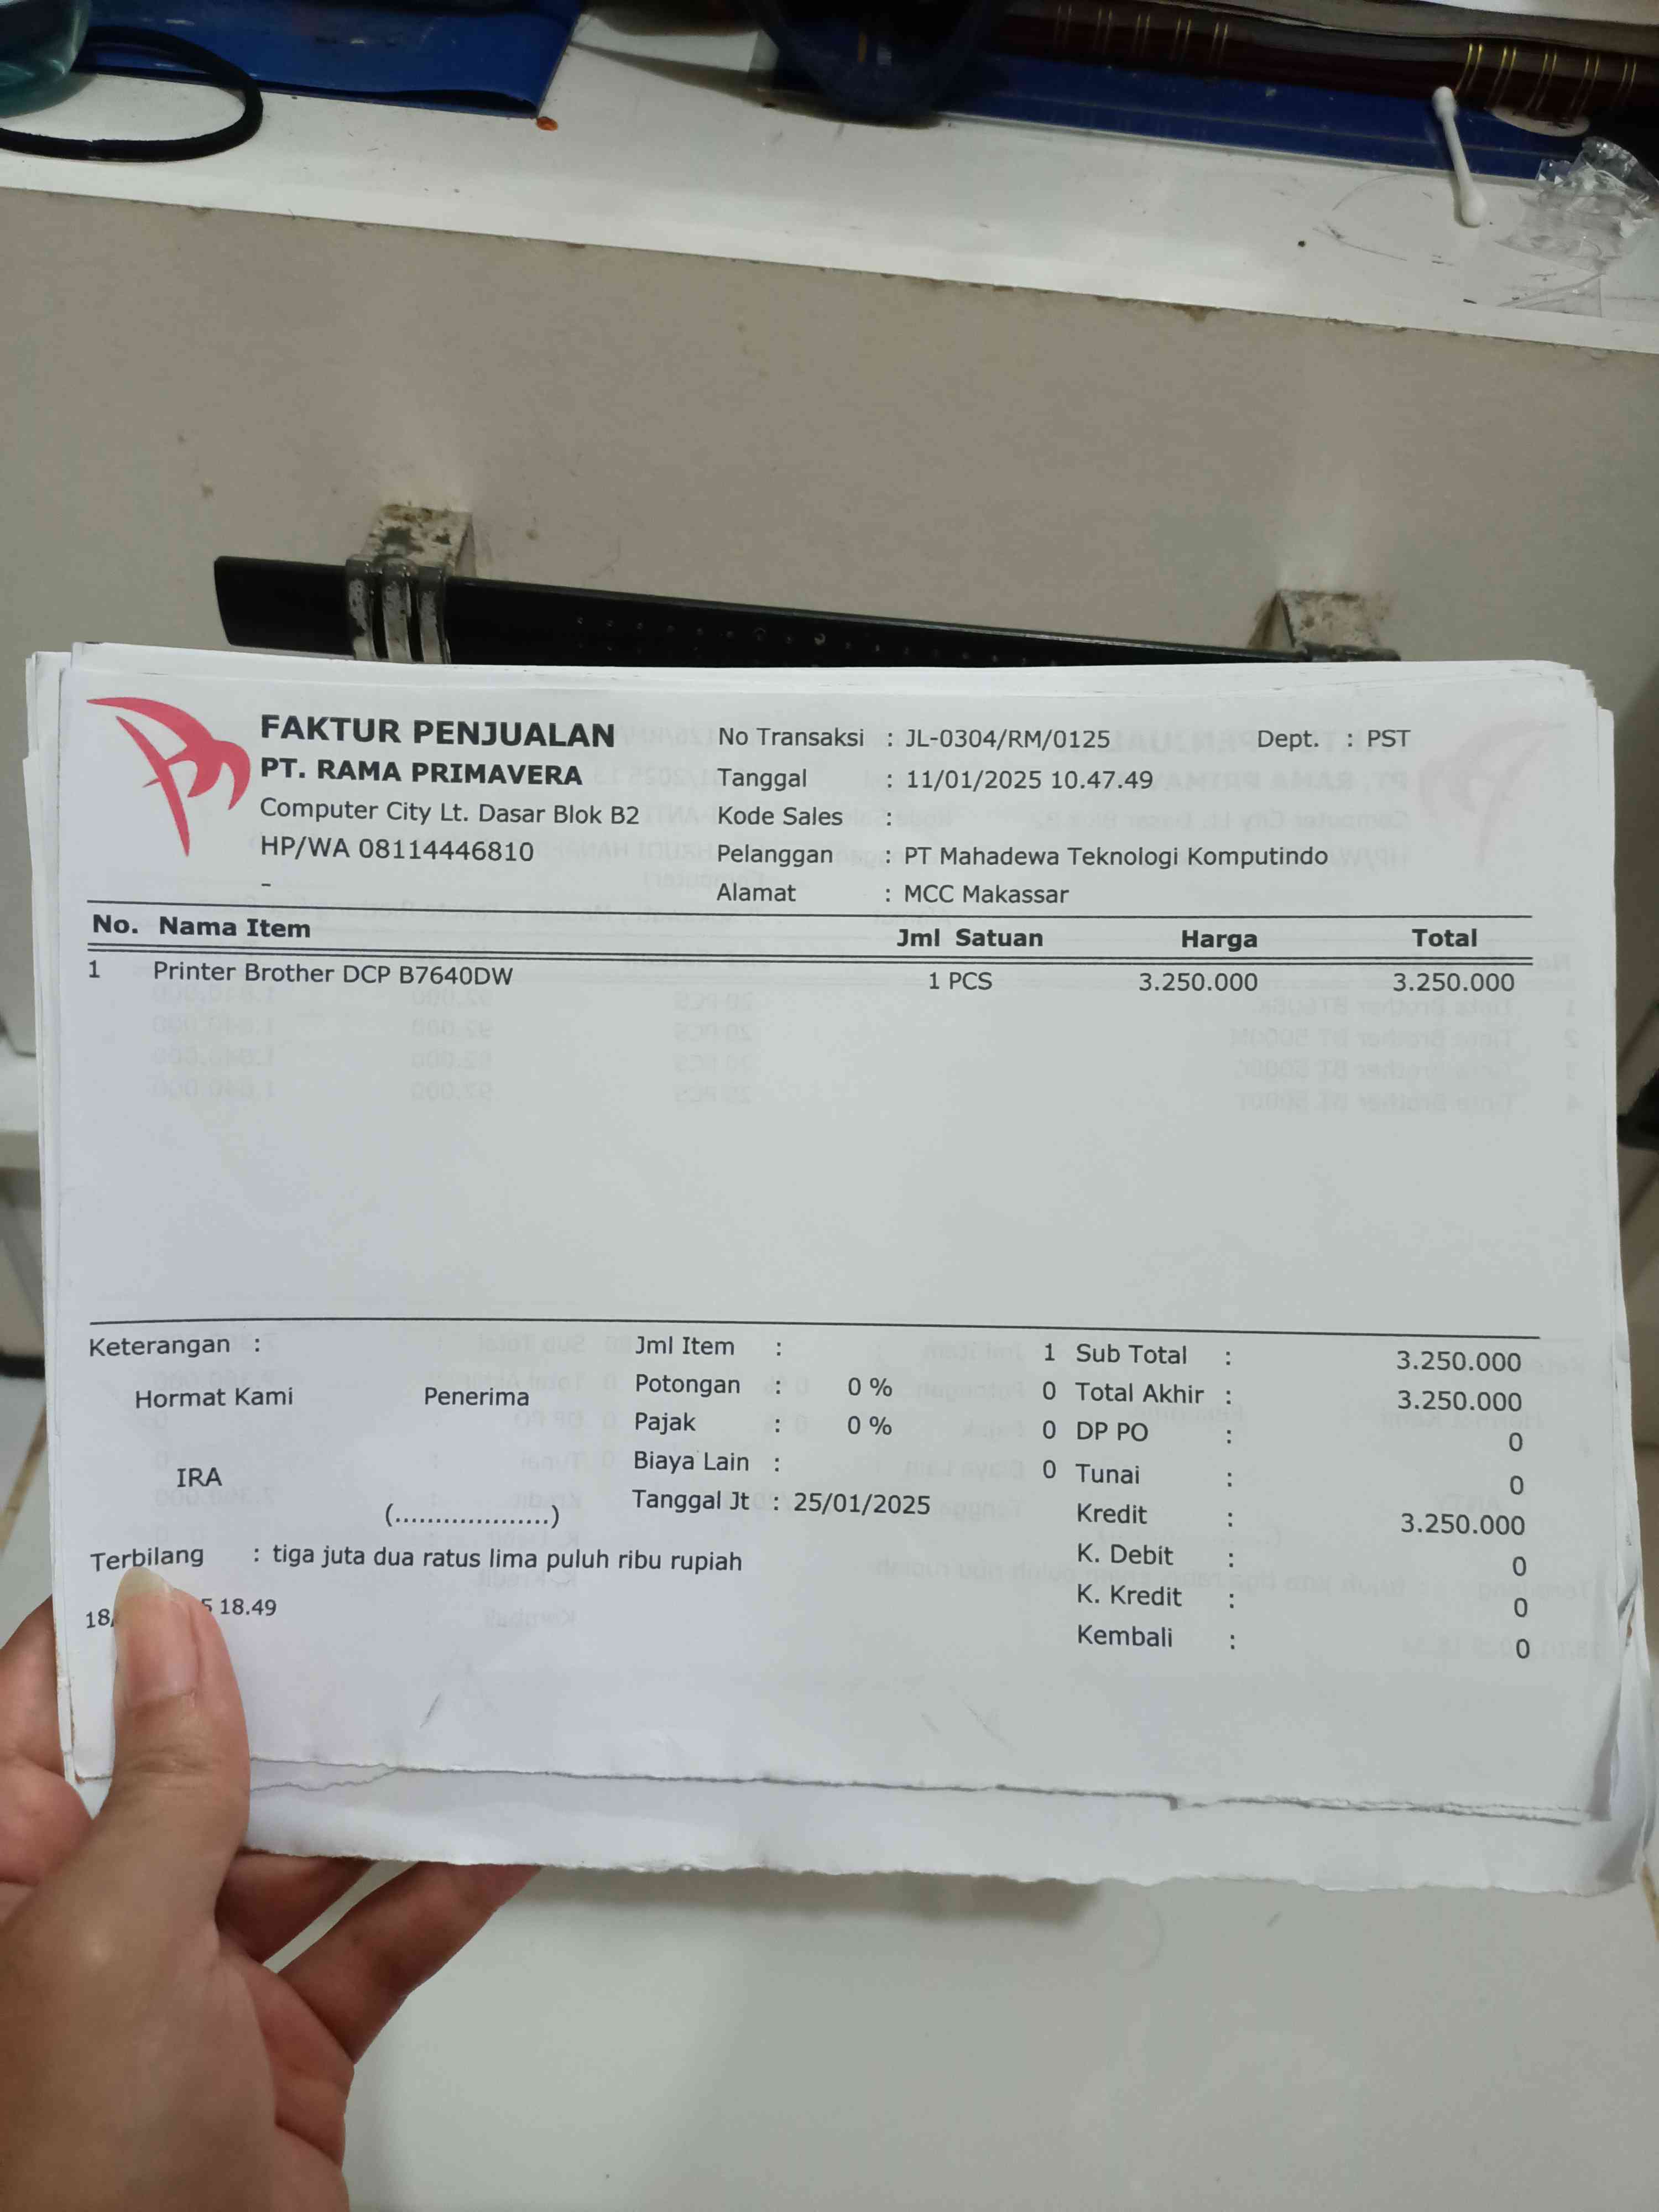 FAKTUR PENJUALAN
PT. RAMA PRIMAVERA
Computer City Lt. Dasar Blok B2
HP/WA 08114446810
-
No Transaksi : JL-0304/RM/0125 Dept. : PST
Tanggal : 11/01/2025 10.47.49
Kode Sales :
Pelanggan : PT Mahadewa Teknologi Komputindo
Alamat : MCC Makassar
No. Nama Item Jml Satuan Harga Total
1 Printer Brother DCP B7640DW 1 PCS 3.250.000 3.250.000
Keterangan :
Hormat Kami Penerima
IRA
(...................)
Jml Item : 1
Potongan : 0 % 0
Pajak : 0 % 0
Biaya Lain : 0
Tanggal Jt : 25/01/2025
Sub Total : 3.250.000
Total Akhir : 3.250.000
DP PO : 0
Tunai : 0
Kredit : 3.250.000
K. Debit : 0
K. Kredit : 0
Kembali : 0
Terbilang : tiga juta dua ratus lima puluh ribu rupiah
18.49